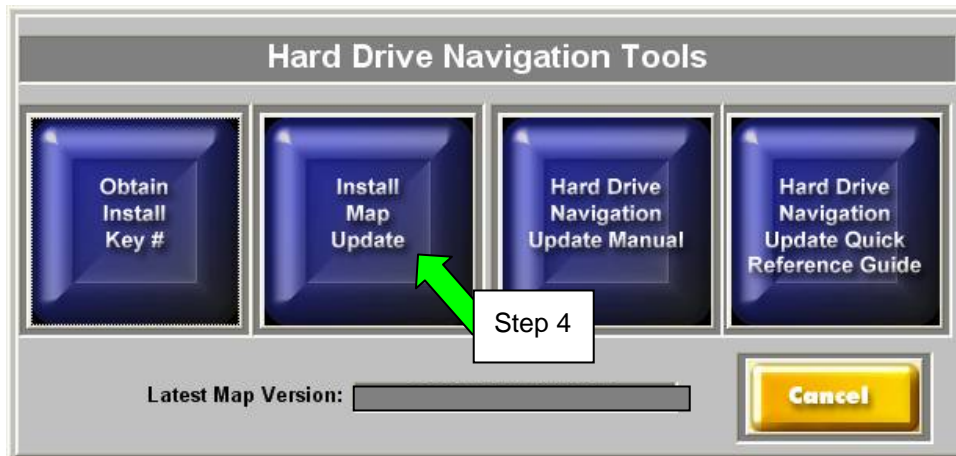 Hard Drive Navigation Tools
Obtain
Install
Key #
Install
Map
Update
Hard Drive
Navigation
Update Manual
Hard Drive
Navigation
Update Quick
Reference Guide
Step 4
Latest Map Version:
Cancel